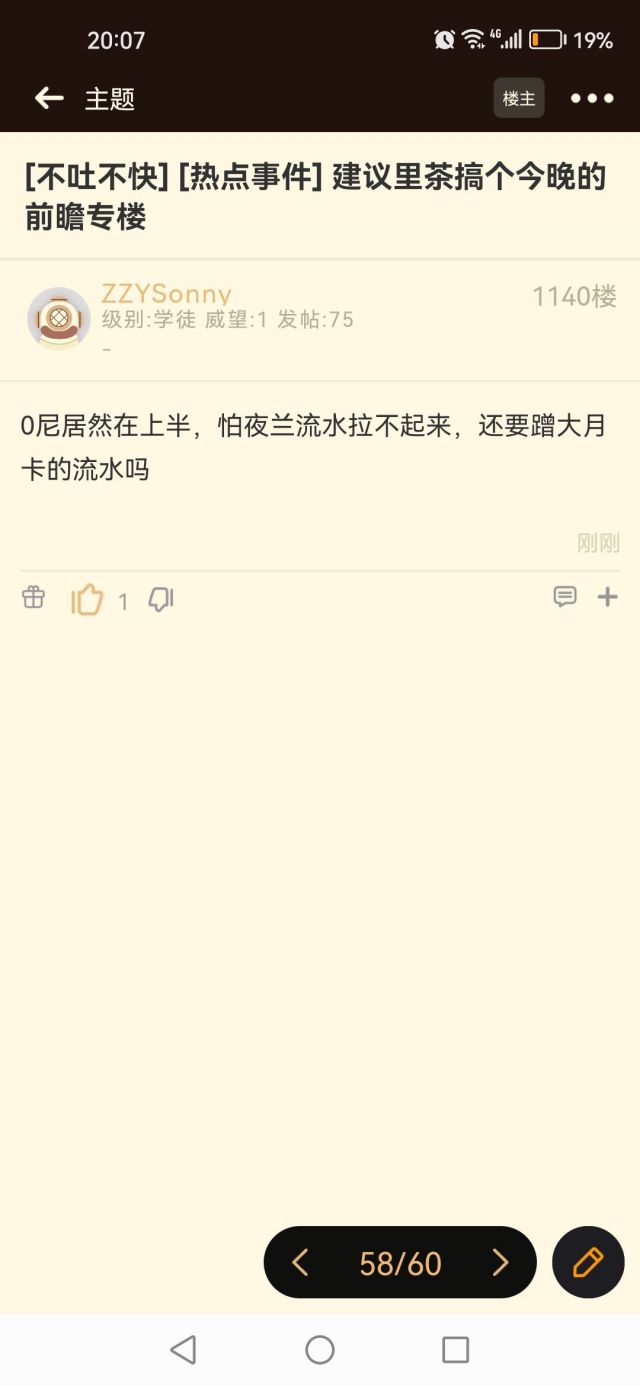 20:07
4G
19%
主题
楼主
[不吐不快] [热点事件] 建议里茶搞个今晚的
前瞻专楼
ZZYSonny
1140楼
级别:学徒 威望:1 发帖:75
-
0尼居然在上半，怕夜兰流水拉不起来，还要蹭大月
卡的流水吗
刚刚
1
58/60